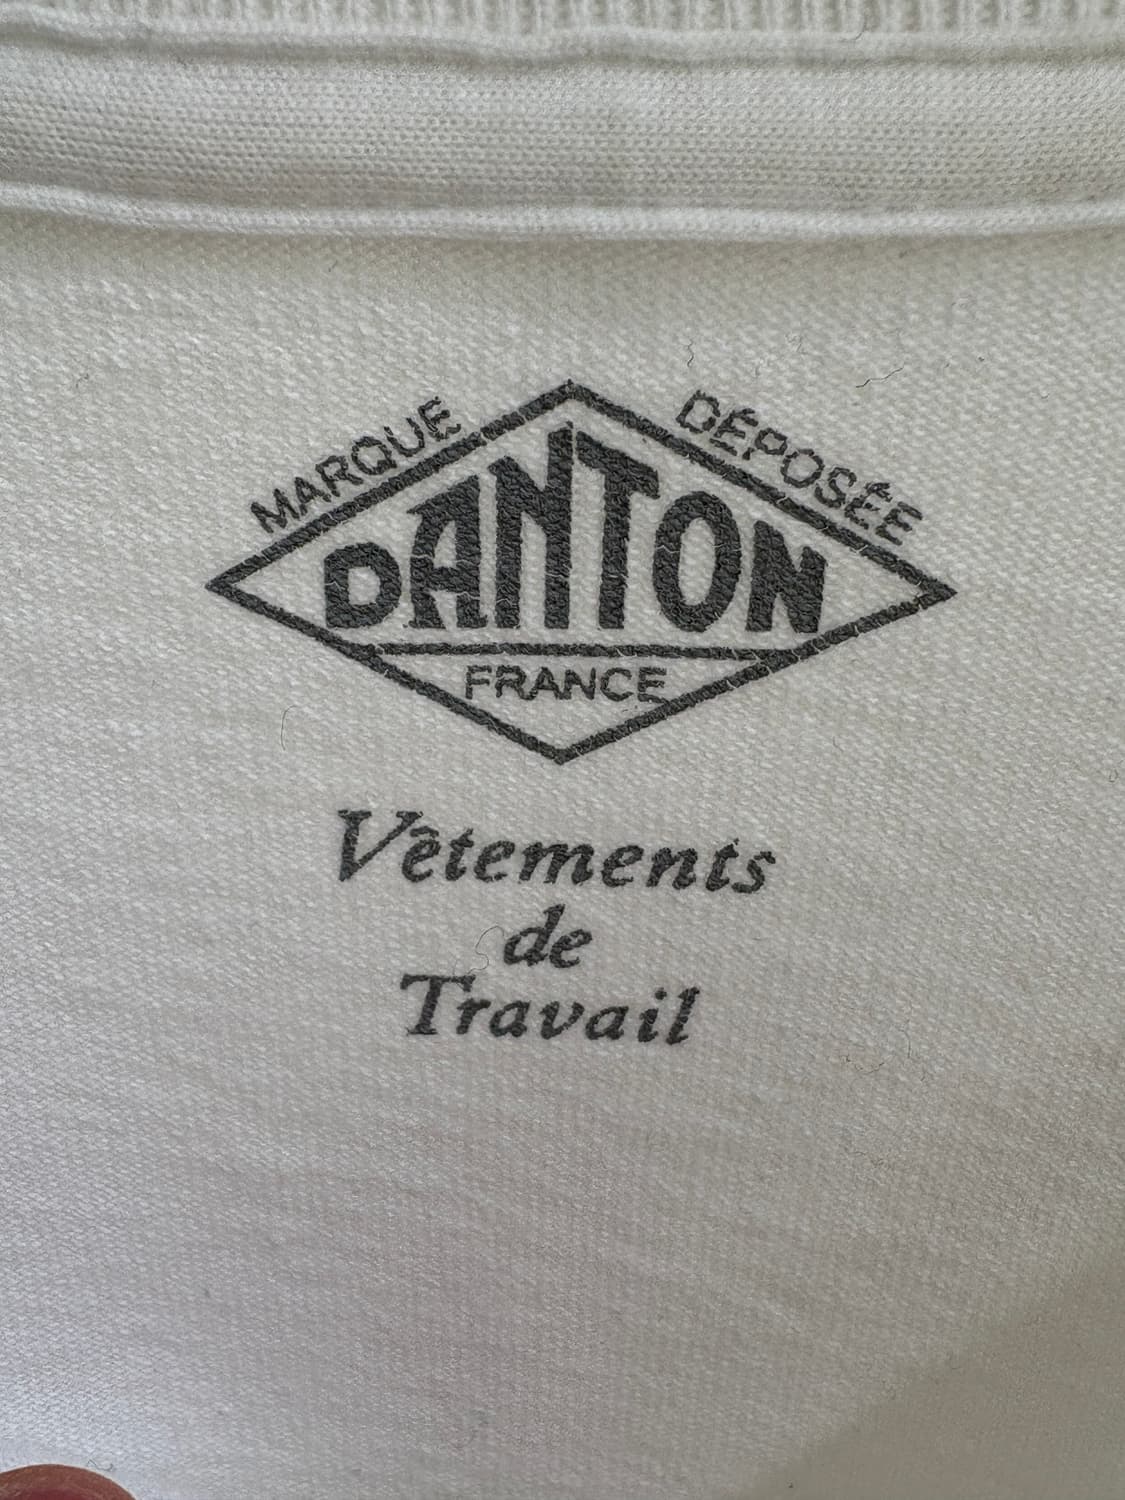 MARQUE DÉPOSÉE
DANTON
FRANCE
Vêtements
de
Travail